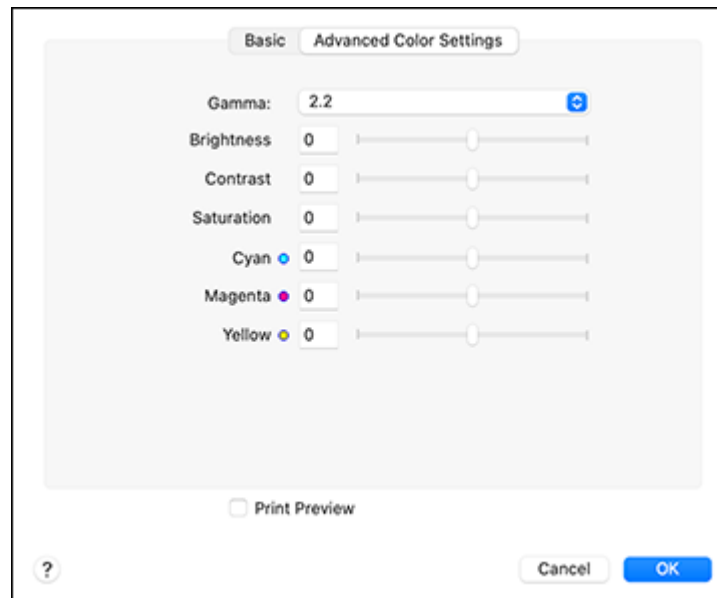 Basic Advanced Color Settings
Gamma: 2.2
Brightness 0
Contrast 0
Saturation 0
Cyan 0
Magenta 0
Yellow 0
Print Preview
? Cancel OK